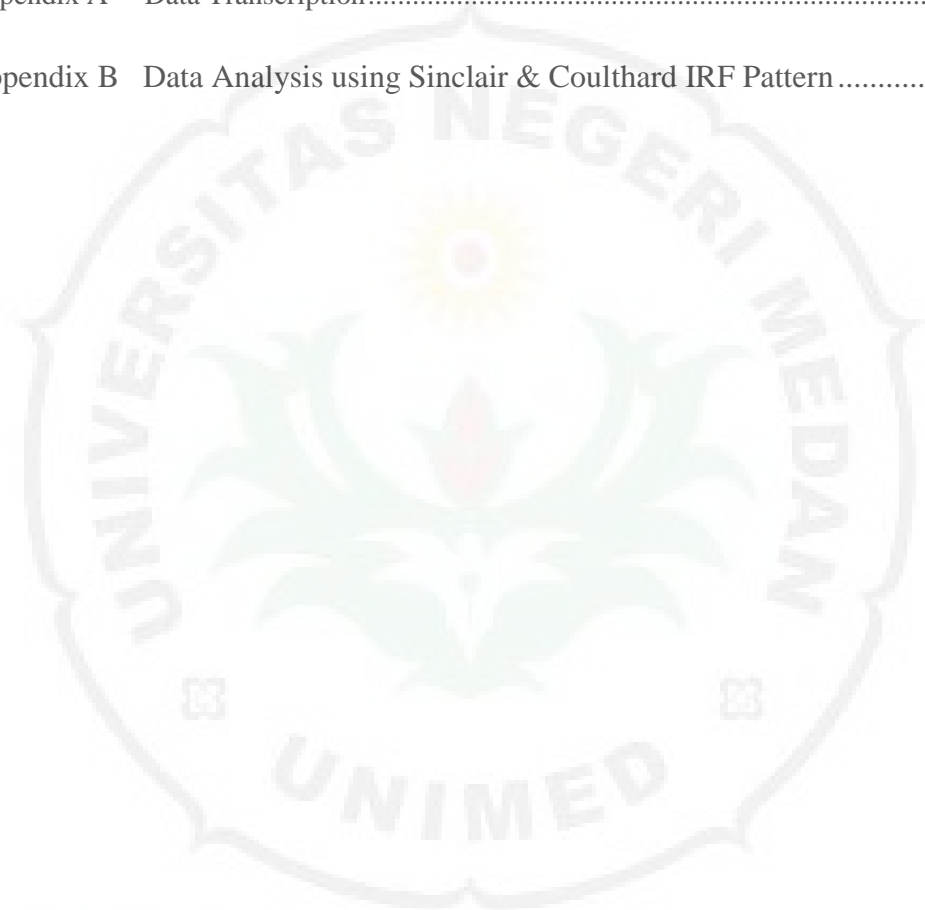 ppendix A Data Transcription..........................................................................................
ppendix B Data Analysis using Sinclair & Coulthard IRF Pattern...........
UNIVERSITAS NEGERI MEDAN
UNIMED